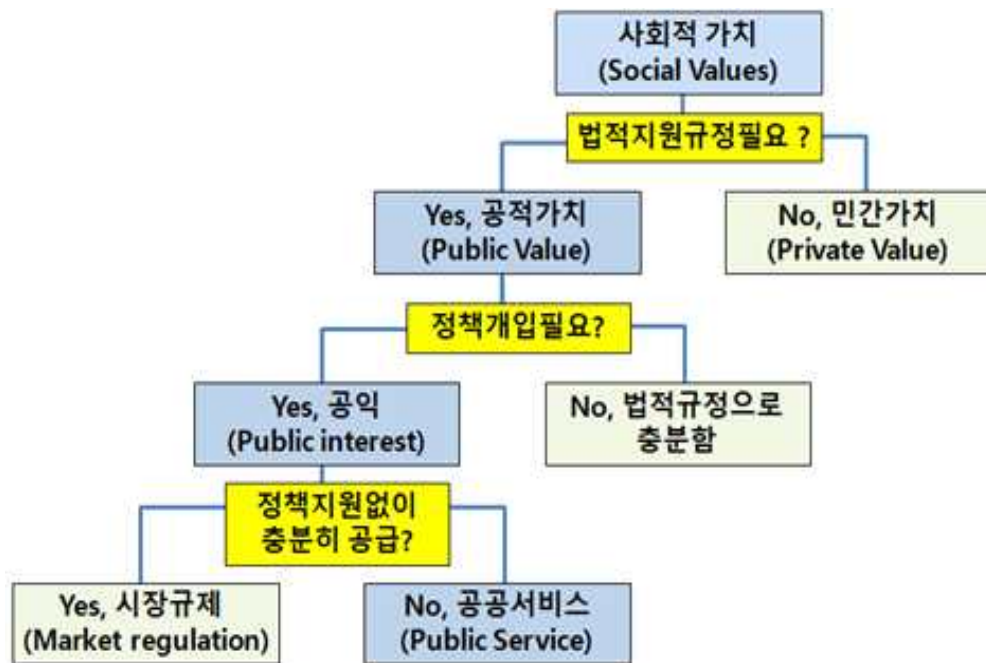 사회적 가치
(Social Values)
법적지원규정필요 ?
Yes, 공적가치
(Public Value)
No, 민간가치
(Private Value)
정책개입필요?
Yes, 공익
(Public interest)
No, 법적규정으로
충분함
정책지원없이
충분히 공급?
Yes, 시장규제
(Market regulation)
No, 공공서비스
(Public Service)